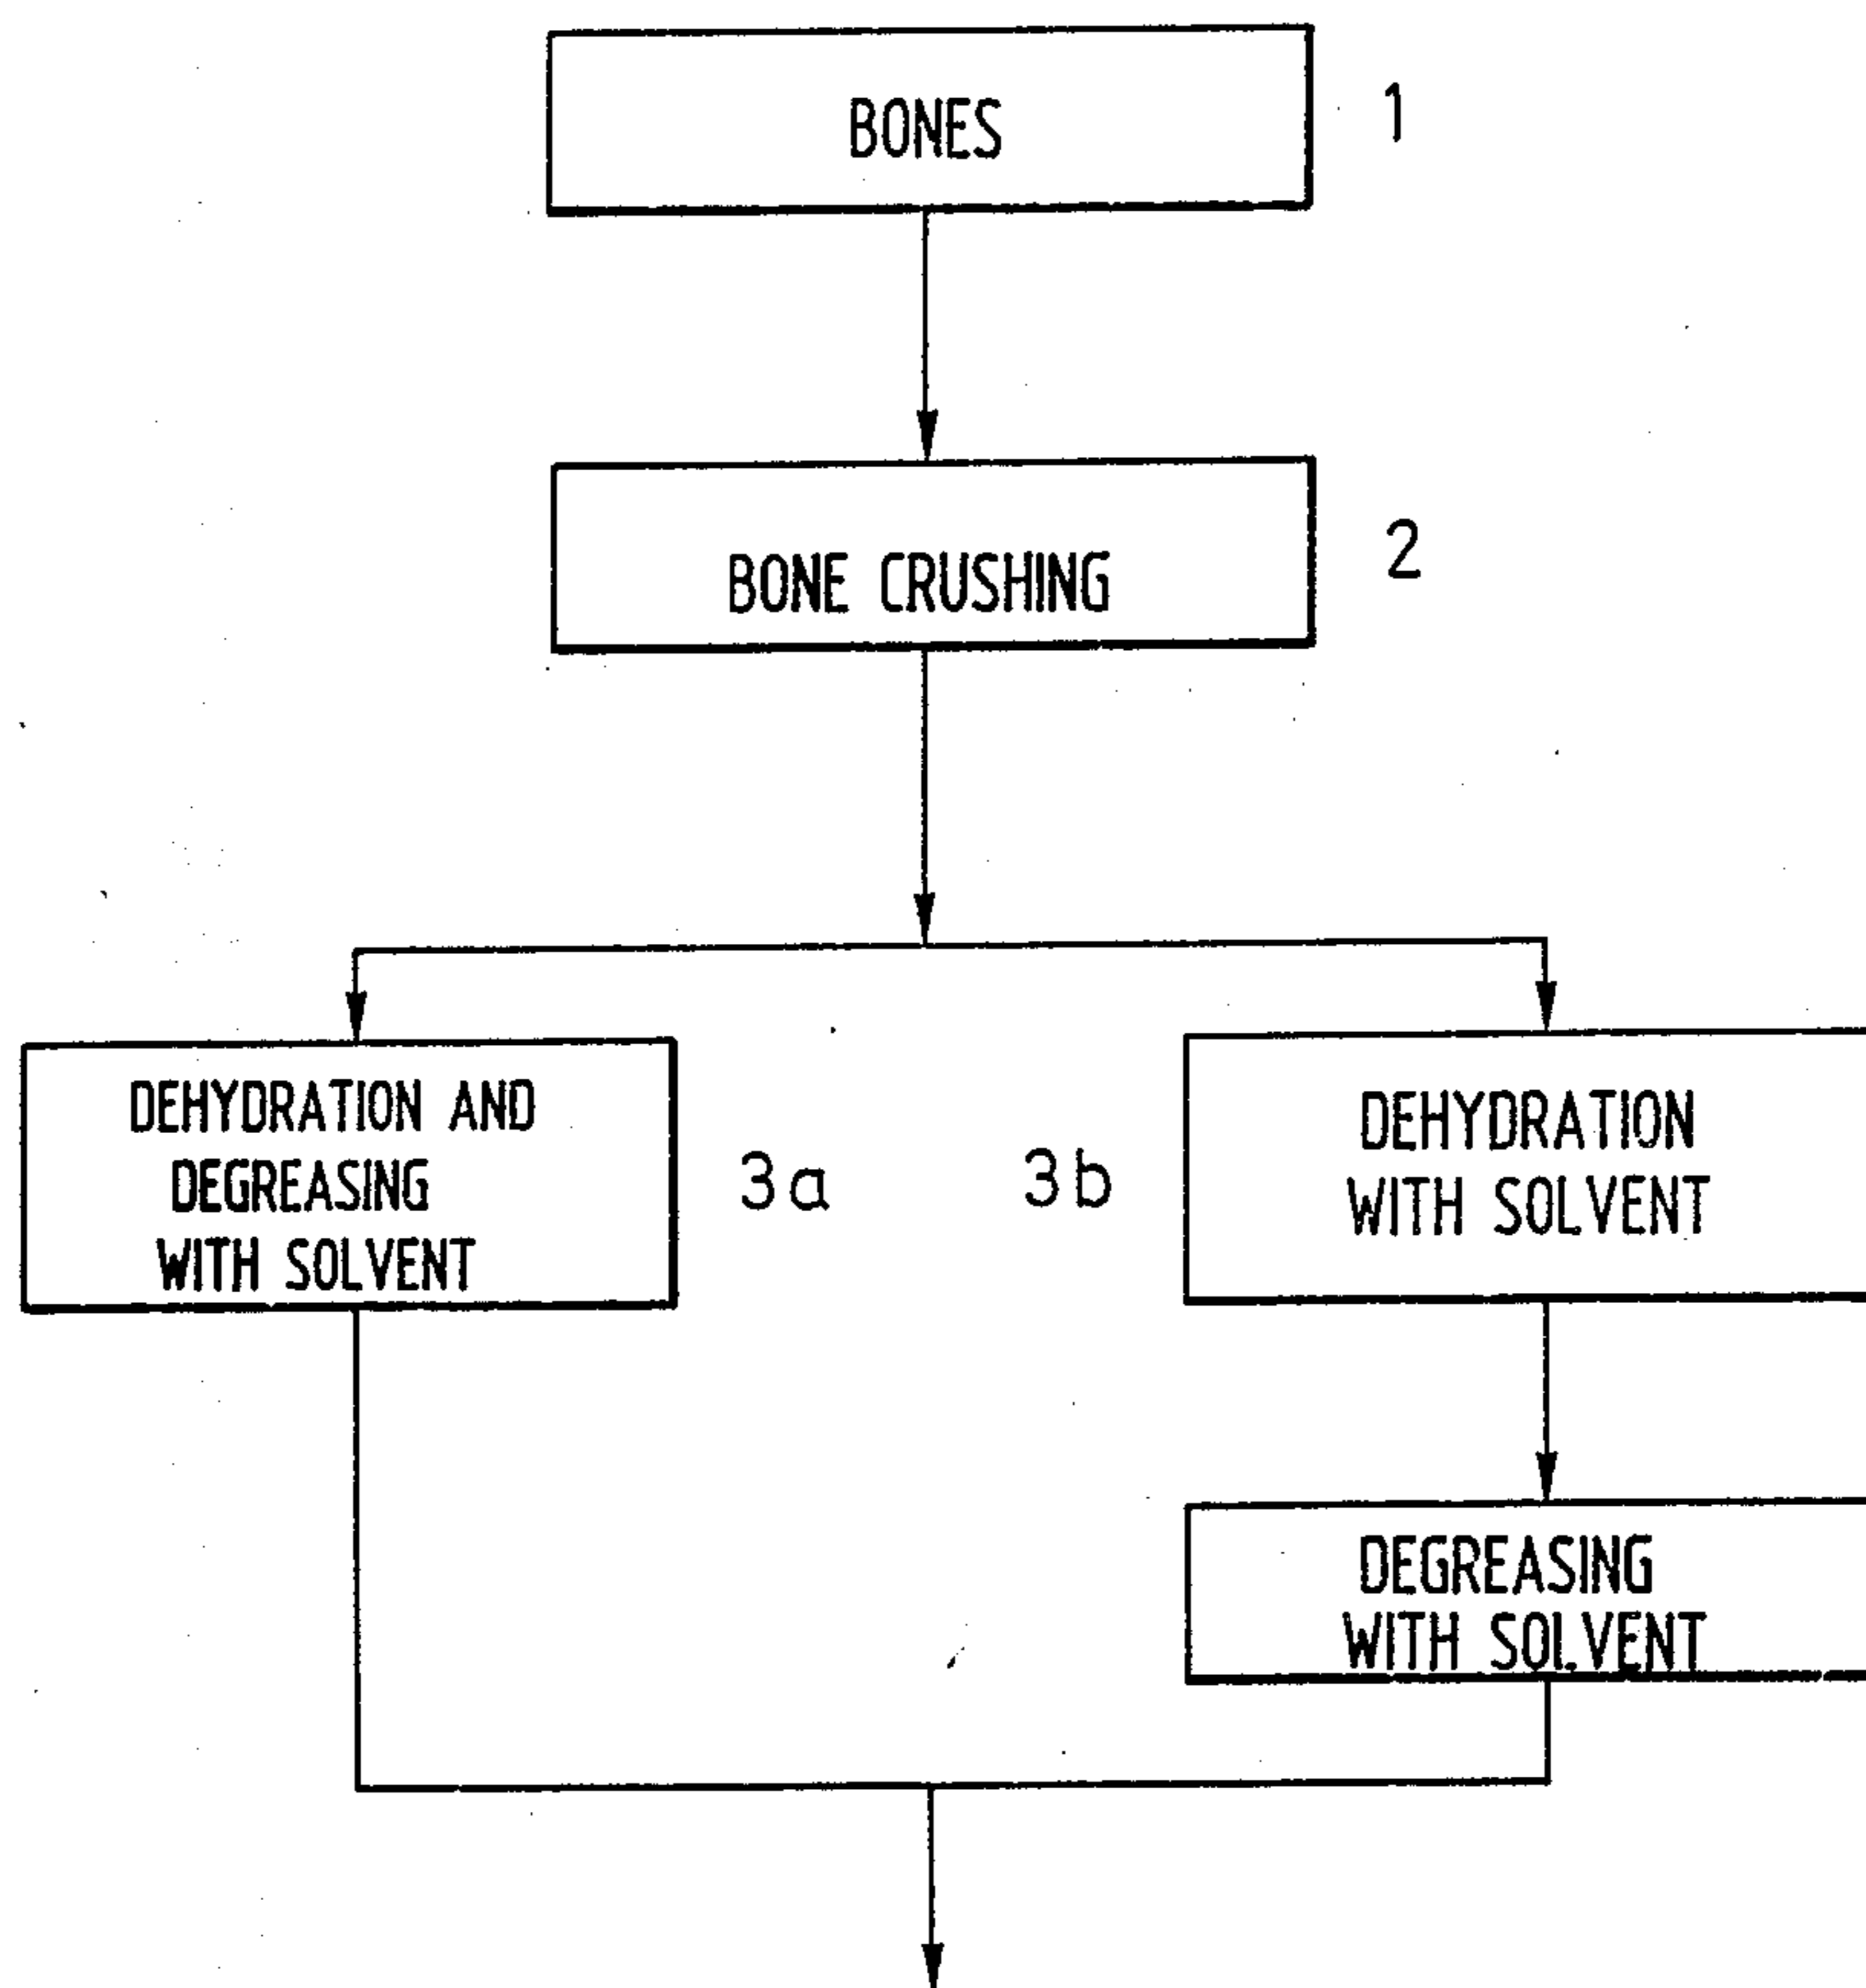 BONES
1
BONE CRUSHING
2
DEHYDRATION AND
DEGREASING
WITH SOLVENT
3a
3b
DEHYDRATION
WITH SOLVENT
DEGREASING
WITH SOLVENT